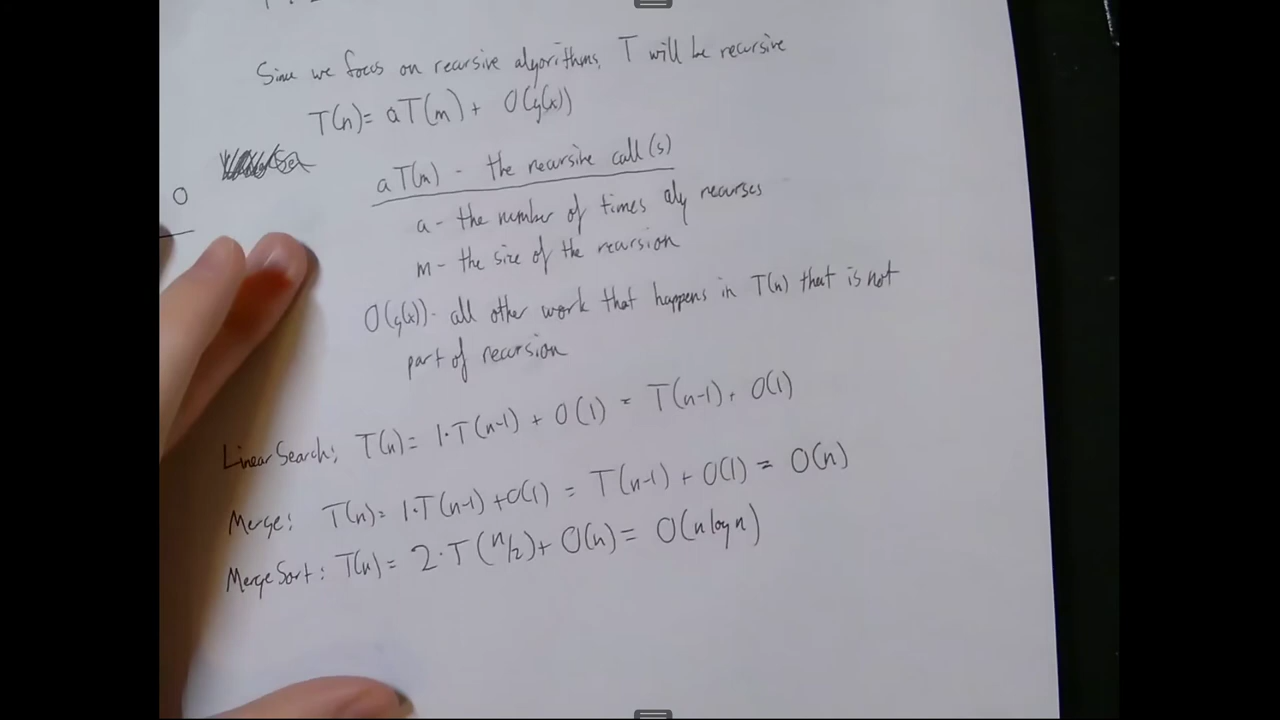 Since we focus on recursive algorithms, T will be recursive
T(n) = aT(m) + O(g(x))
aT(m) - the recursive call(s)
O
a - the number of times alg recurses
m - the size of the recursion
O(g(x)) - all other work that happens in T(n) that is not
part of recursion
Linear Search: T(n) = 1·T(n-1) + O(1) = T(n-1) + O(1)
Merge: T(n) = 1·T(n-1) + O(1) = T(n-1) + O(1) = O(n)
MergeSort: T(n) = 2·T(n/2) + O(n) = O(n log n)